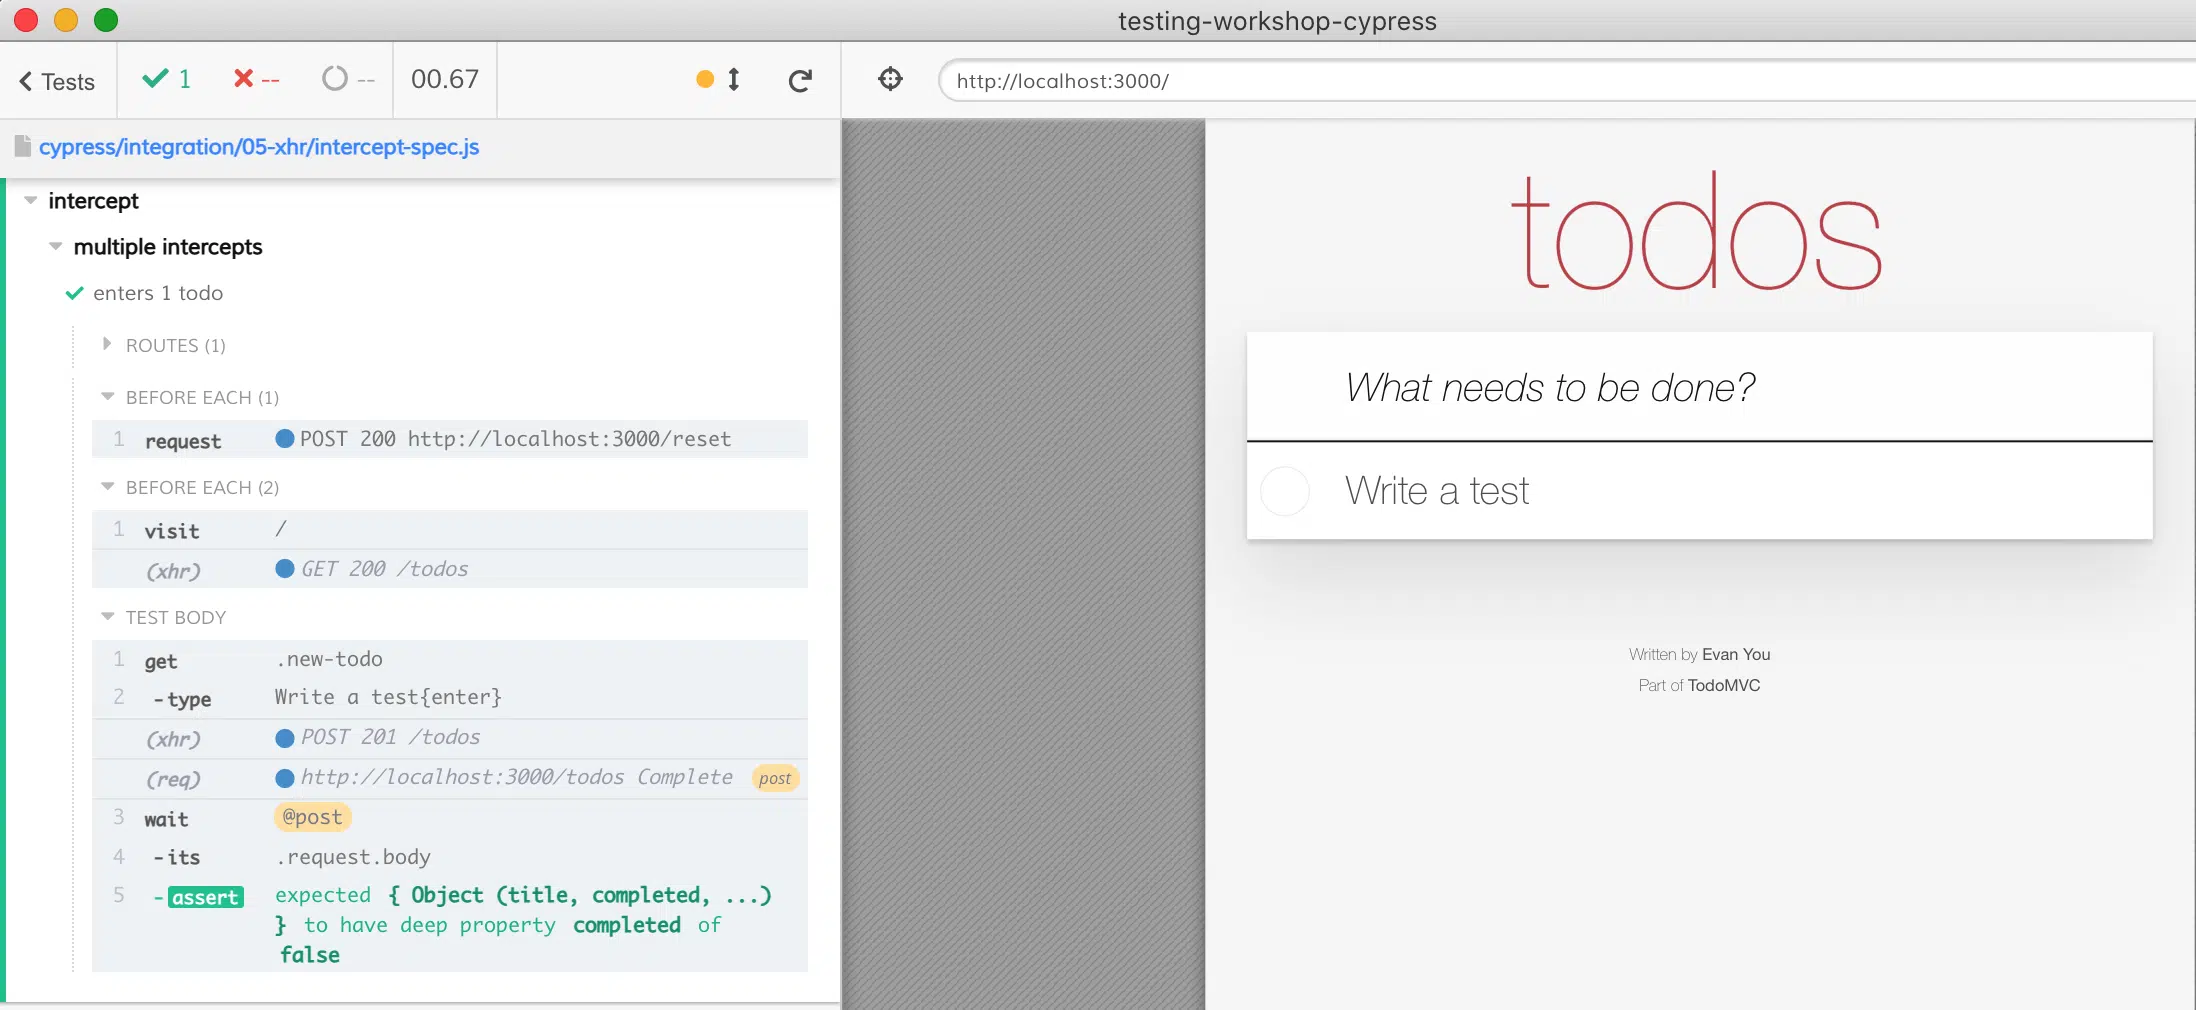 testing-workshop-cypress
Tests
1
--
--
00.67
http://localhost:3000/
cypress/integration/05-xhr/intercept-spec.js
intercept
multiple intercepts
enters 1 todo
ROUTES (1)
BEFORE EACH (1)
1 request POST 200 http://localhost:3000/reset
BEFORE EACH (2)
1 visit /
(xhr) GET 200 /todos
TEST BODY
1 get .new-todo
2 -type Write a test{enter}
(xhr) POST 201 /todos
(req) http://localhost:3000/todos Complete post
3 wait @post
4 -its .request.body
5 -assert expected { Object (title, completed, ...)
} to have deep property completed of
false
todos
What needs to be done?
Write a test
Written by Evan You
Part of TodoMVC